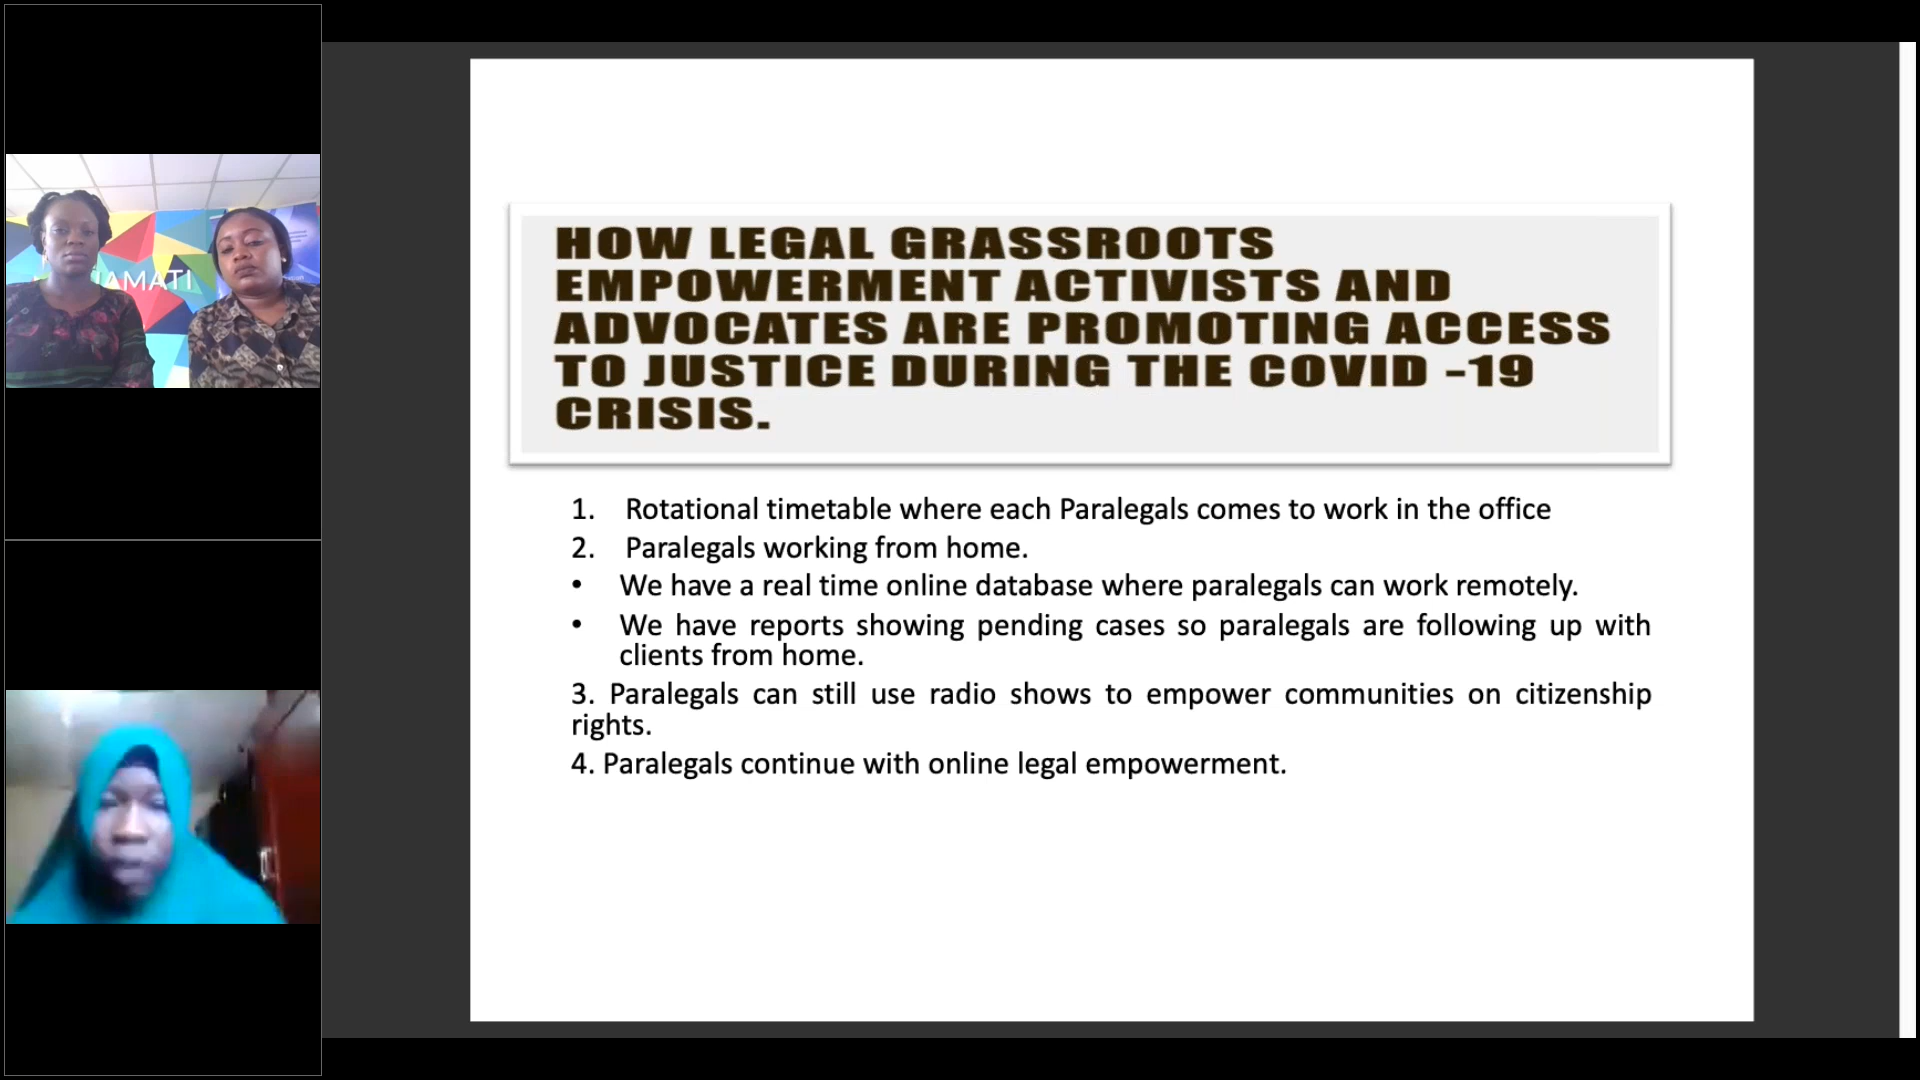 HOW LEGAL GRASSROOTS
EMPOWERMENT ACTIVISTS AND
ADVOCATES ARE PROMOTING ACCESS
TO JUSTICE DURING THE COVID -19
CRISIS.
1. Rotational timetable where each Paralegals comes to work in the office
2. Paralegals working from home.
• We have a real time online database where paralegals can work remotely.
• We have reports showing pending cases so paralegals are following up with
clients from home.
3. Paralegals can still use radio shows to empower communities on citizenship
rights.
4. Paralegals continue with online legal empowerment.